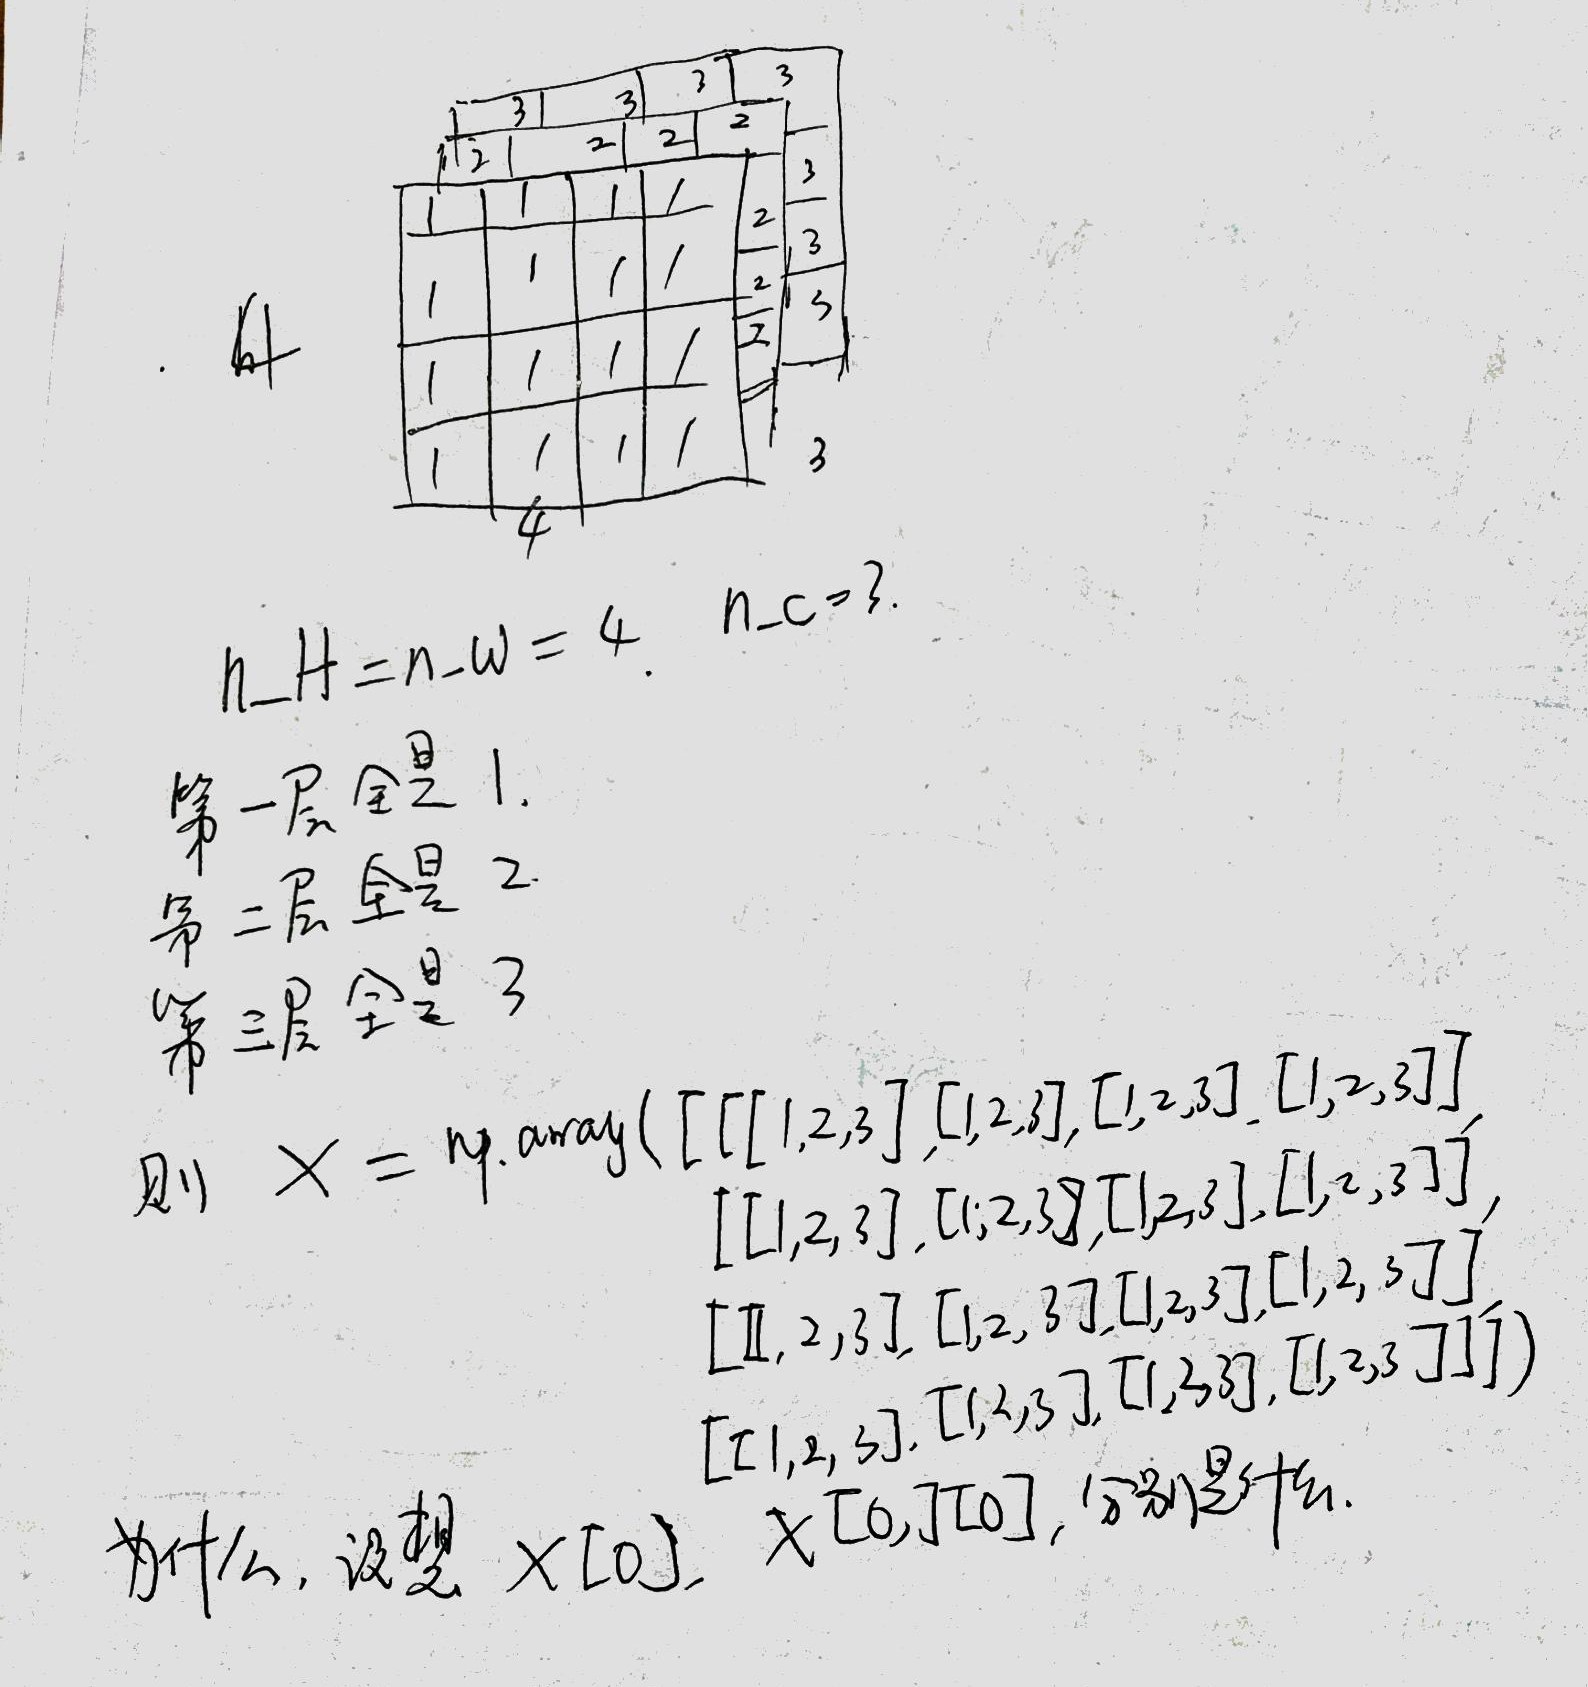 3 3 3 3
2 2 2 2
1 1 1 1
3
2
1 1 1 1
3
2
3
2
1 1 1 1
4
1 1 1 1
3
4
n_H = n_W = 4. n_C = 3.
第一层全是 1.
第二层全是 2.
第三层全是 3
则 X = np.array([[[1,2,3],[1,2,3],[1,2,3],[1,2,3]],
[[1,2,3],[1,2,3],[1,2,3],[1,2,3]],
[[1,2,3],[1,2,3],[1,2,3],[1,2,3]],
[[1,2,3],[1,2,3],[1,2,3],[1,2,3]]])
为什么, 设想 X[0], X[0,][0], 分别是什么.